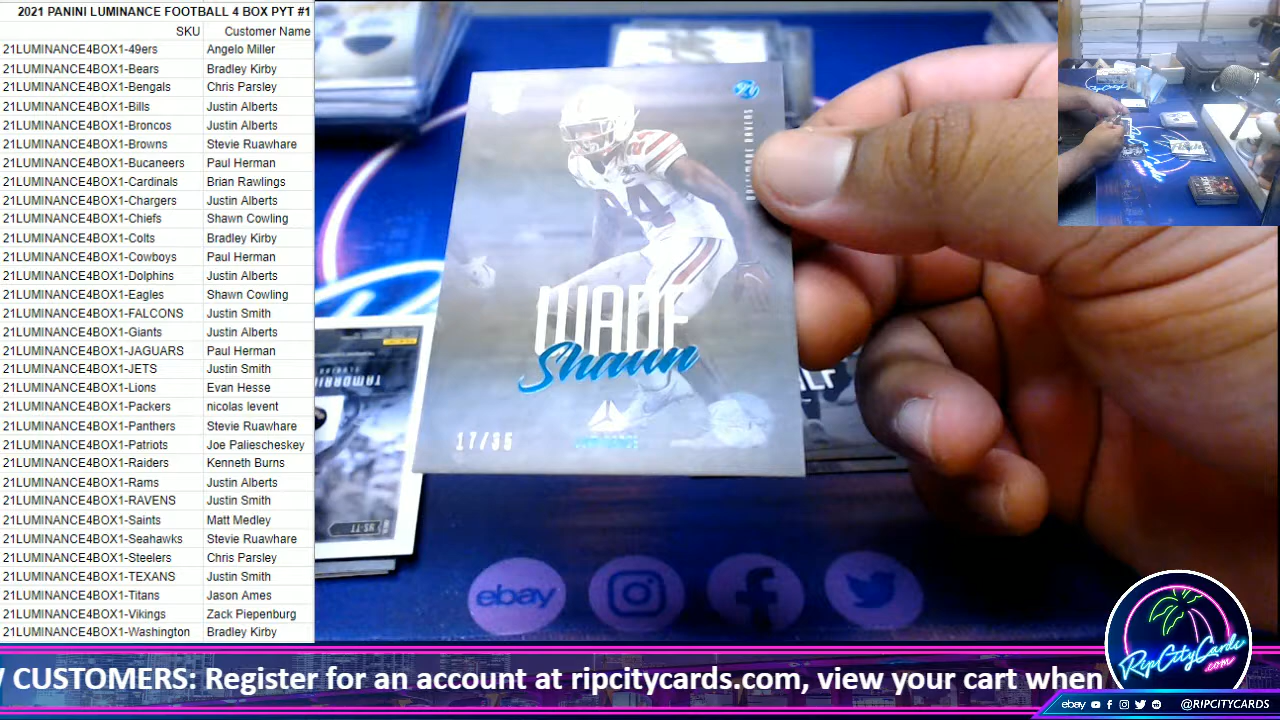 2021 PANINI LUMINANCE FOOTBALL 4 BOX PYT #1
SKU Customer Name
21LUMINANCE4BOX1-49ers Angelo Miller
21LUMINANCE4BOX1-Bears Bradley Kirby
21LUMINANCE4BOX1-Bengals Chris Parsley
21LUMINANCE4BOX1-Bills Justin Alberts
21LUMINANCE4BOX1-Broncos Justin Alberts
21LUMINANCE4BOX1-Browns Stevie Ruawhare
21LUMINANCE4BOX1-Bucaneers Paul Herman
21LUMINANCE4BOX1-Cardinals Brian Rawlings
21LUMINANCE4BOX1-Chargers Justin Alberts
21LUMINANCE4BOX1-Chiefs Shawn Cowling
21LUMINANCE4BOX1-Colts Bradley Kirby
21LUMINANCE4BOX1-Cowboys Paul Herman
21LUMINANCE4BOX1-Dolphins Justin Alberts
21LUMINANCE4BOX1-Eagles Shawn Cowling
21LUMINANCE4BOX1-FALCONS Justin Smith
21LUMINANCE4BOX1-Giants Justin Alberts
21LUMINANCE4BOX1-JAGUARS Paul Herman
21LUMINANCE4BOX1-JETS Justin Smith
21LUMINANCE4BOX1-Lions Evan Hesse
21LUMINANCE4BOX1-Packers nicolas levent
21LUMINANCE4BOX1-Panthers Stevie Ruawhare
21LUMINANCE4BOX1-Patriots Joe Paliescheskey
21LUMINANCE4BOX1-Raiders Kenneth Burns
21LUMINANCE4BOX1-Rams Justin Alberts
21LUMINANCE4BOX1-RAVENS Justin Smith
21LUMINANCE4BOX1-Saints Matt Medley
21LUMINANCE4BOX1-Seahawks Stevie Ruawhare
21LUMINANCE4BOX1-Steelers Chris Parsley
21LUMINANCE4BOX1-TEXANS Justin Smith
21LUMINANCE4BOX1-Titans Jason Ames
21LUMINANCE4BOX1-Vikings Zack Piepenburg
21LUMINANCE4BOX1-Washington Bradley Kirby
BALTIMORE RAVENS
24
WADE
Shaun
17/35
ebay
RipCityCards
.com
CUSTOMERS: Register for an account at ripcitycards.com, view your cart when
ebay @RIPCITYCARDS